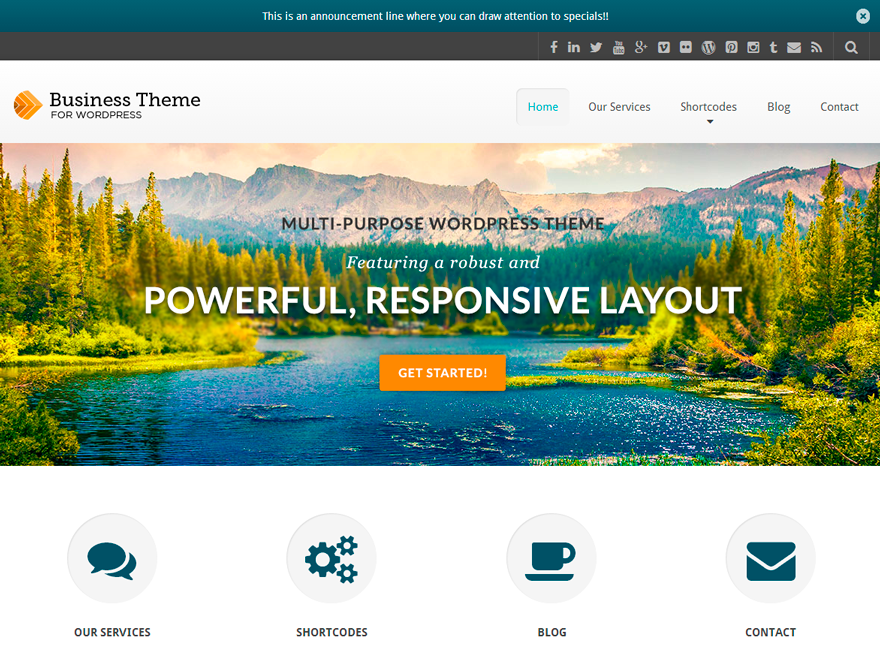 This is an announcement line where you can draw attention to specials!!
Business Theme
FOR WORDPRESS
Home Our Services Shortcodes Blog Contact
MULTI-PURPOSE WORDPRESS THEME
Featuring a robust and
POWERFUL, RESPONSIVE LAYOUT
GET STARTED!
OUR SERVICES SHORTCODES BLOG CONTACT